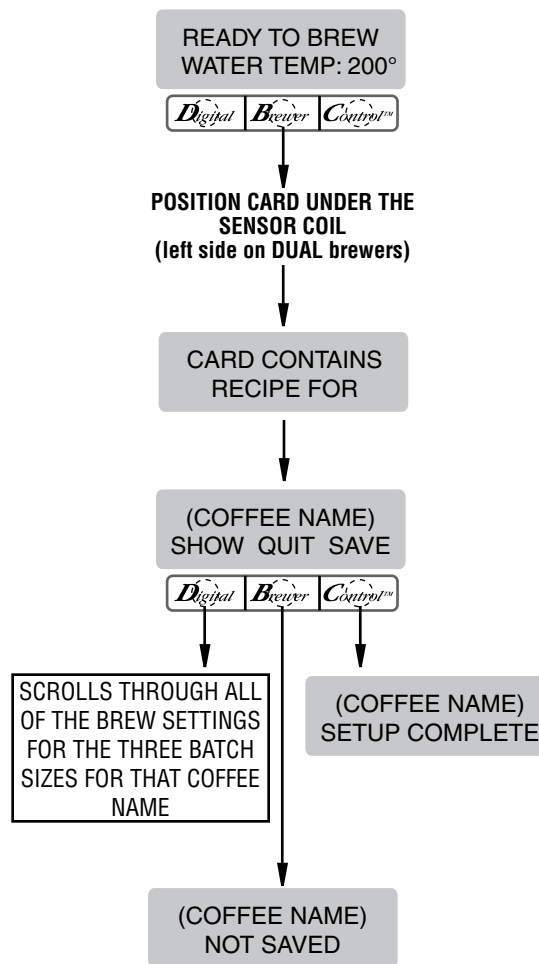 READY TO BREW
WATER TEMP: 200°
Digital Brewer Control™
POSITION CARD UNDER THE
SENSOR COIL
(left side on DUAL brewers)
CARD CONTAINS
RECIPE FOR
(COFFEE NAME)
SHOW QUIT SAVE
Digital Brewer Control™
SCROLLS THROUGH ALL
OF THE BREW SETTINGS
FOR THE THREE BATCH
SIZES FOR THAT COFFEE
NAME
(COFFEE NAME)
SETUP COMPLETE
(COFFEE NAME)
NOT SAVED